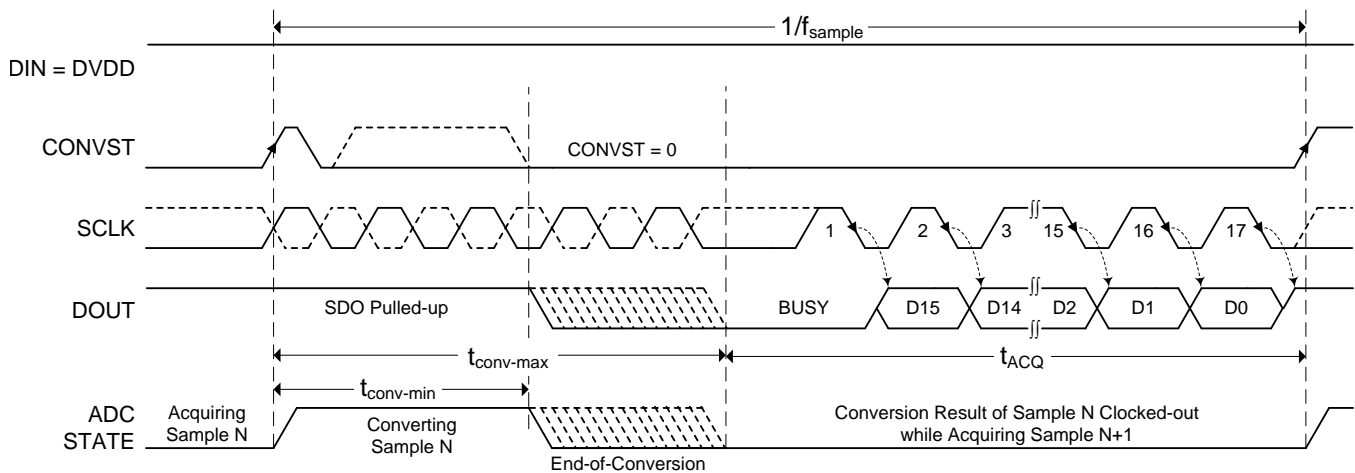 1/fsample
DIN = DVDD
CONVST
CONVST = 0
SCLK
1 2 3 ∫∫ 15 16 17
DOUT
SDO Pulled-up
BUSY
D15 D14 ∫∫ D2 D1 D0
tconv-max
tACQ
tconv-min
ADC
STATE
Acquiring
Sample N
Converting
Sample N
End-of-Conversion
Conversion Result of Sample N Clocked-out
while Acquiring Sample N+1